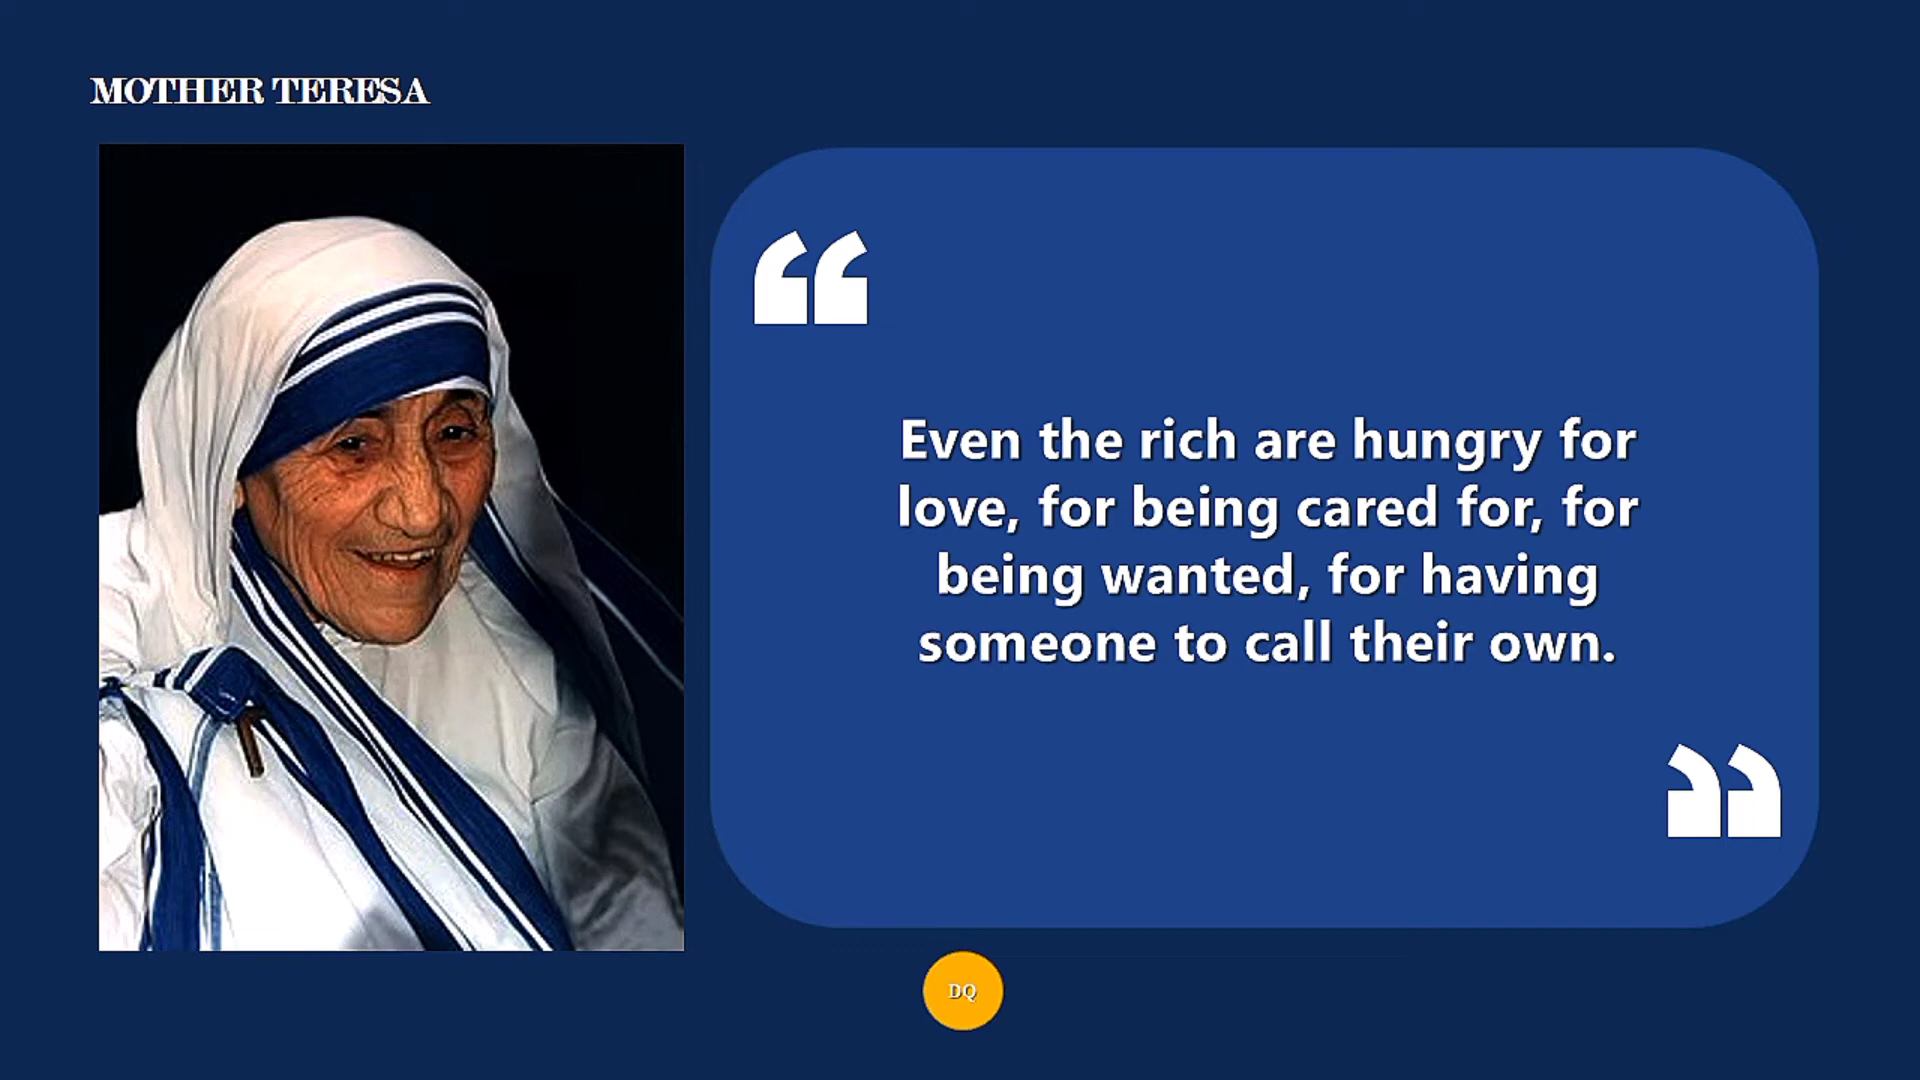 MOTHER TERESA
“
Even the rich are hungry for
love, for being cared for, for
being wanted, for having
someone to call their own.
”
DQ